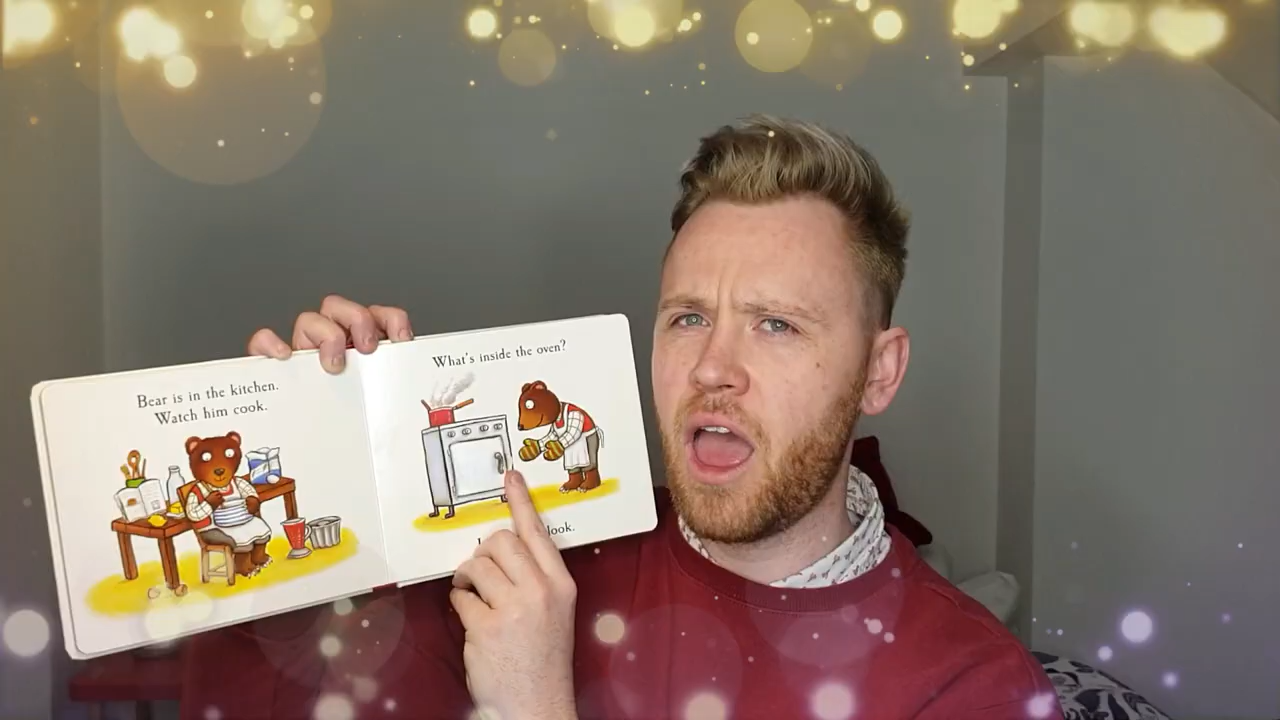 Bear is in the kitchen.
Watch him cook.
What's inside the oven?
look.